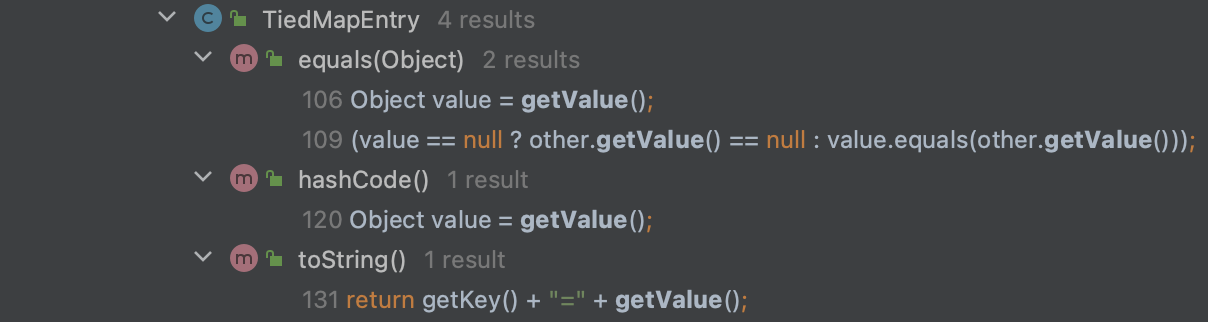 C TiedMapEntry 4 results
m equals(Object) 2 results
106 Object value = getValue();
109 (value == null ? other.getValue() == null : value.equals(other.getValue()));
m hashCode() 1 result
120 Object value = getValue();
m toString() 1 result
131 return getKey() + "=" + getValue();